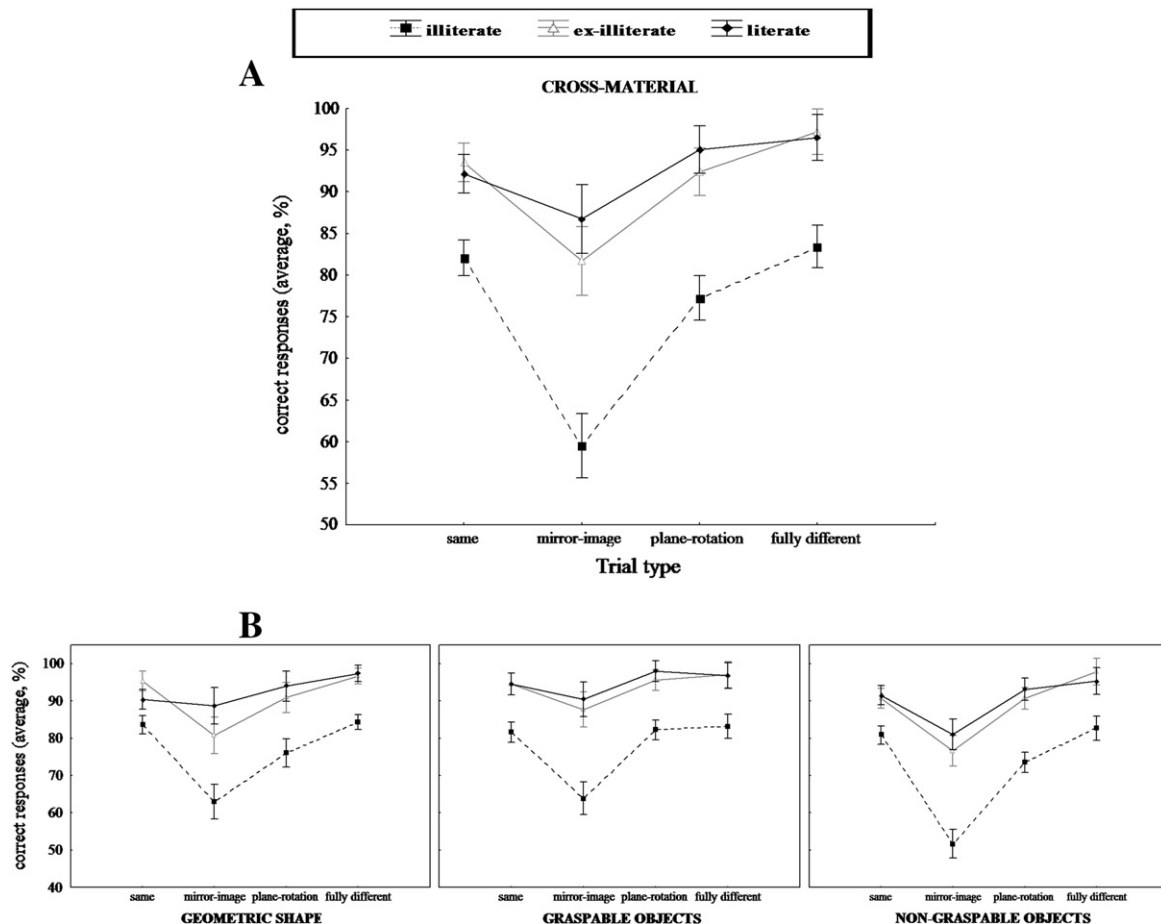 illiterate ex-illiterate literate
A
CROSS-MATERIAL
correct responses (average, %)
100
95
90
85
80
75
70
65
60
55
50
same mirror-image plane-rotation fully different
Trial type
B
correct responses (average, %)
100
90
80
70
60
50
40
same mirror-image plane-rotation fully different
GEOMETRIC SHAPE
same mirror-image plane-rotation fully different
GRASPABLE OBJECTS
same mirror-image plane-rotation fully different
NON-GRASPABLE OBJECTS